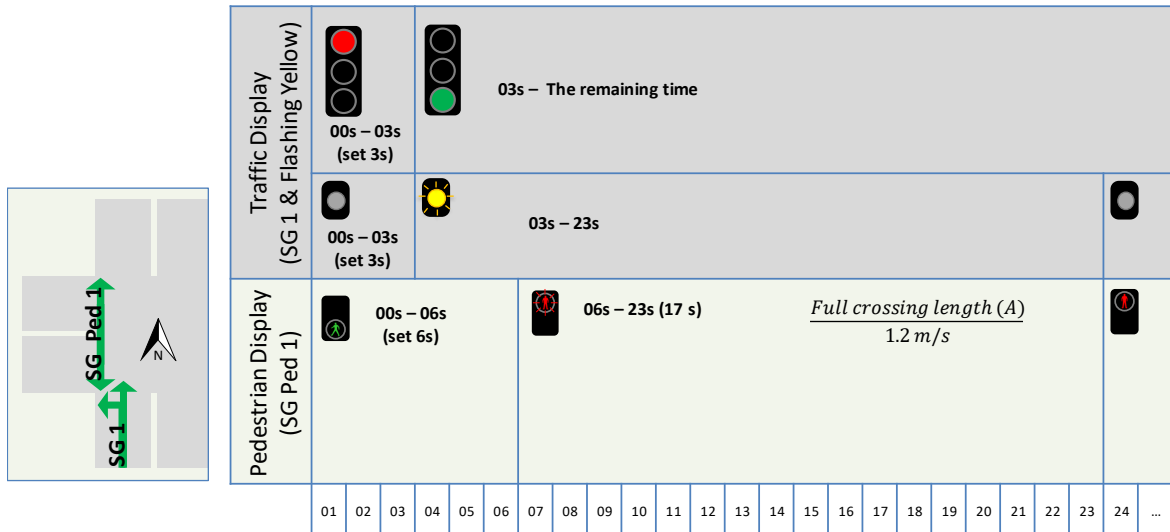 Traffic Display
(SG 1 & Flashing Yellow)
00s – 03s
(set 3s)
03s – The remaining time
00s – 03s
(set 3s)
03s – 23s
Pedestrian Display
(SG Ped 1)
00s – 06s
(set 6s)
06s – 23s (17 s)
Full crossing length (A)
1.2 m/s
01 02 03 04 05 06 07 08 09 10 11 12 13 14 15 16 17 18 19 20 21 22 23 24 ...
SG Ped 1
N
SG 1